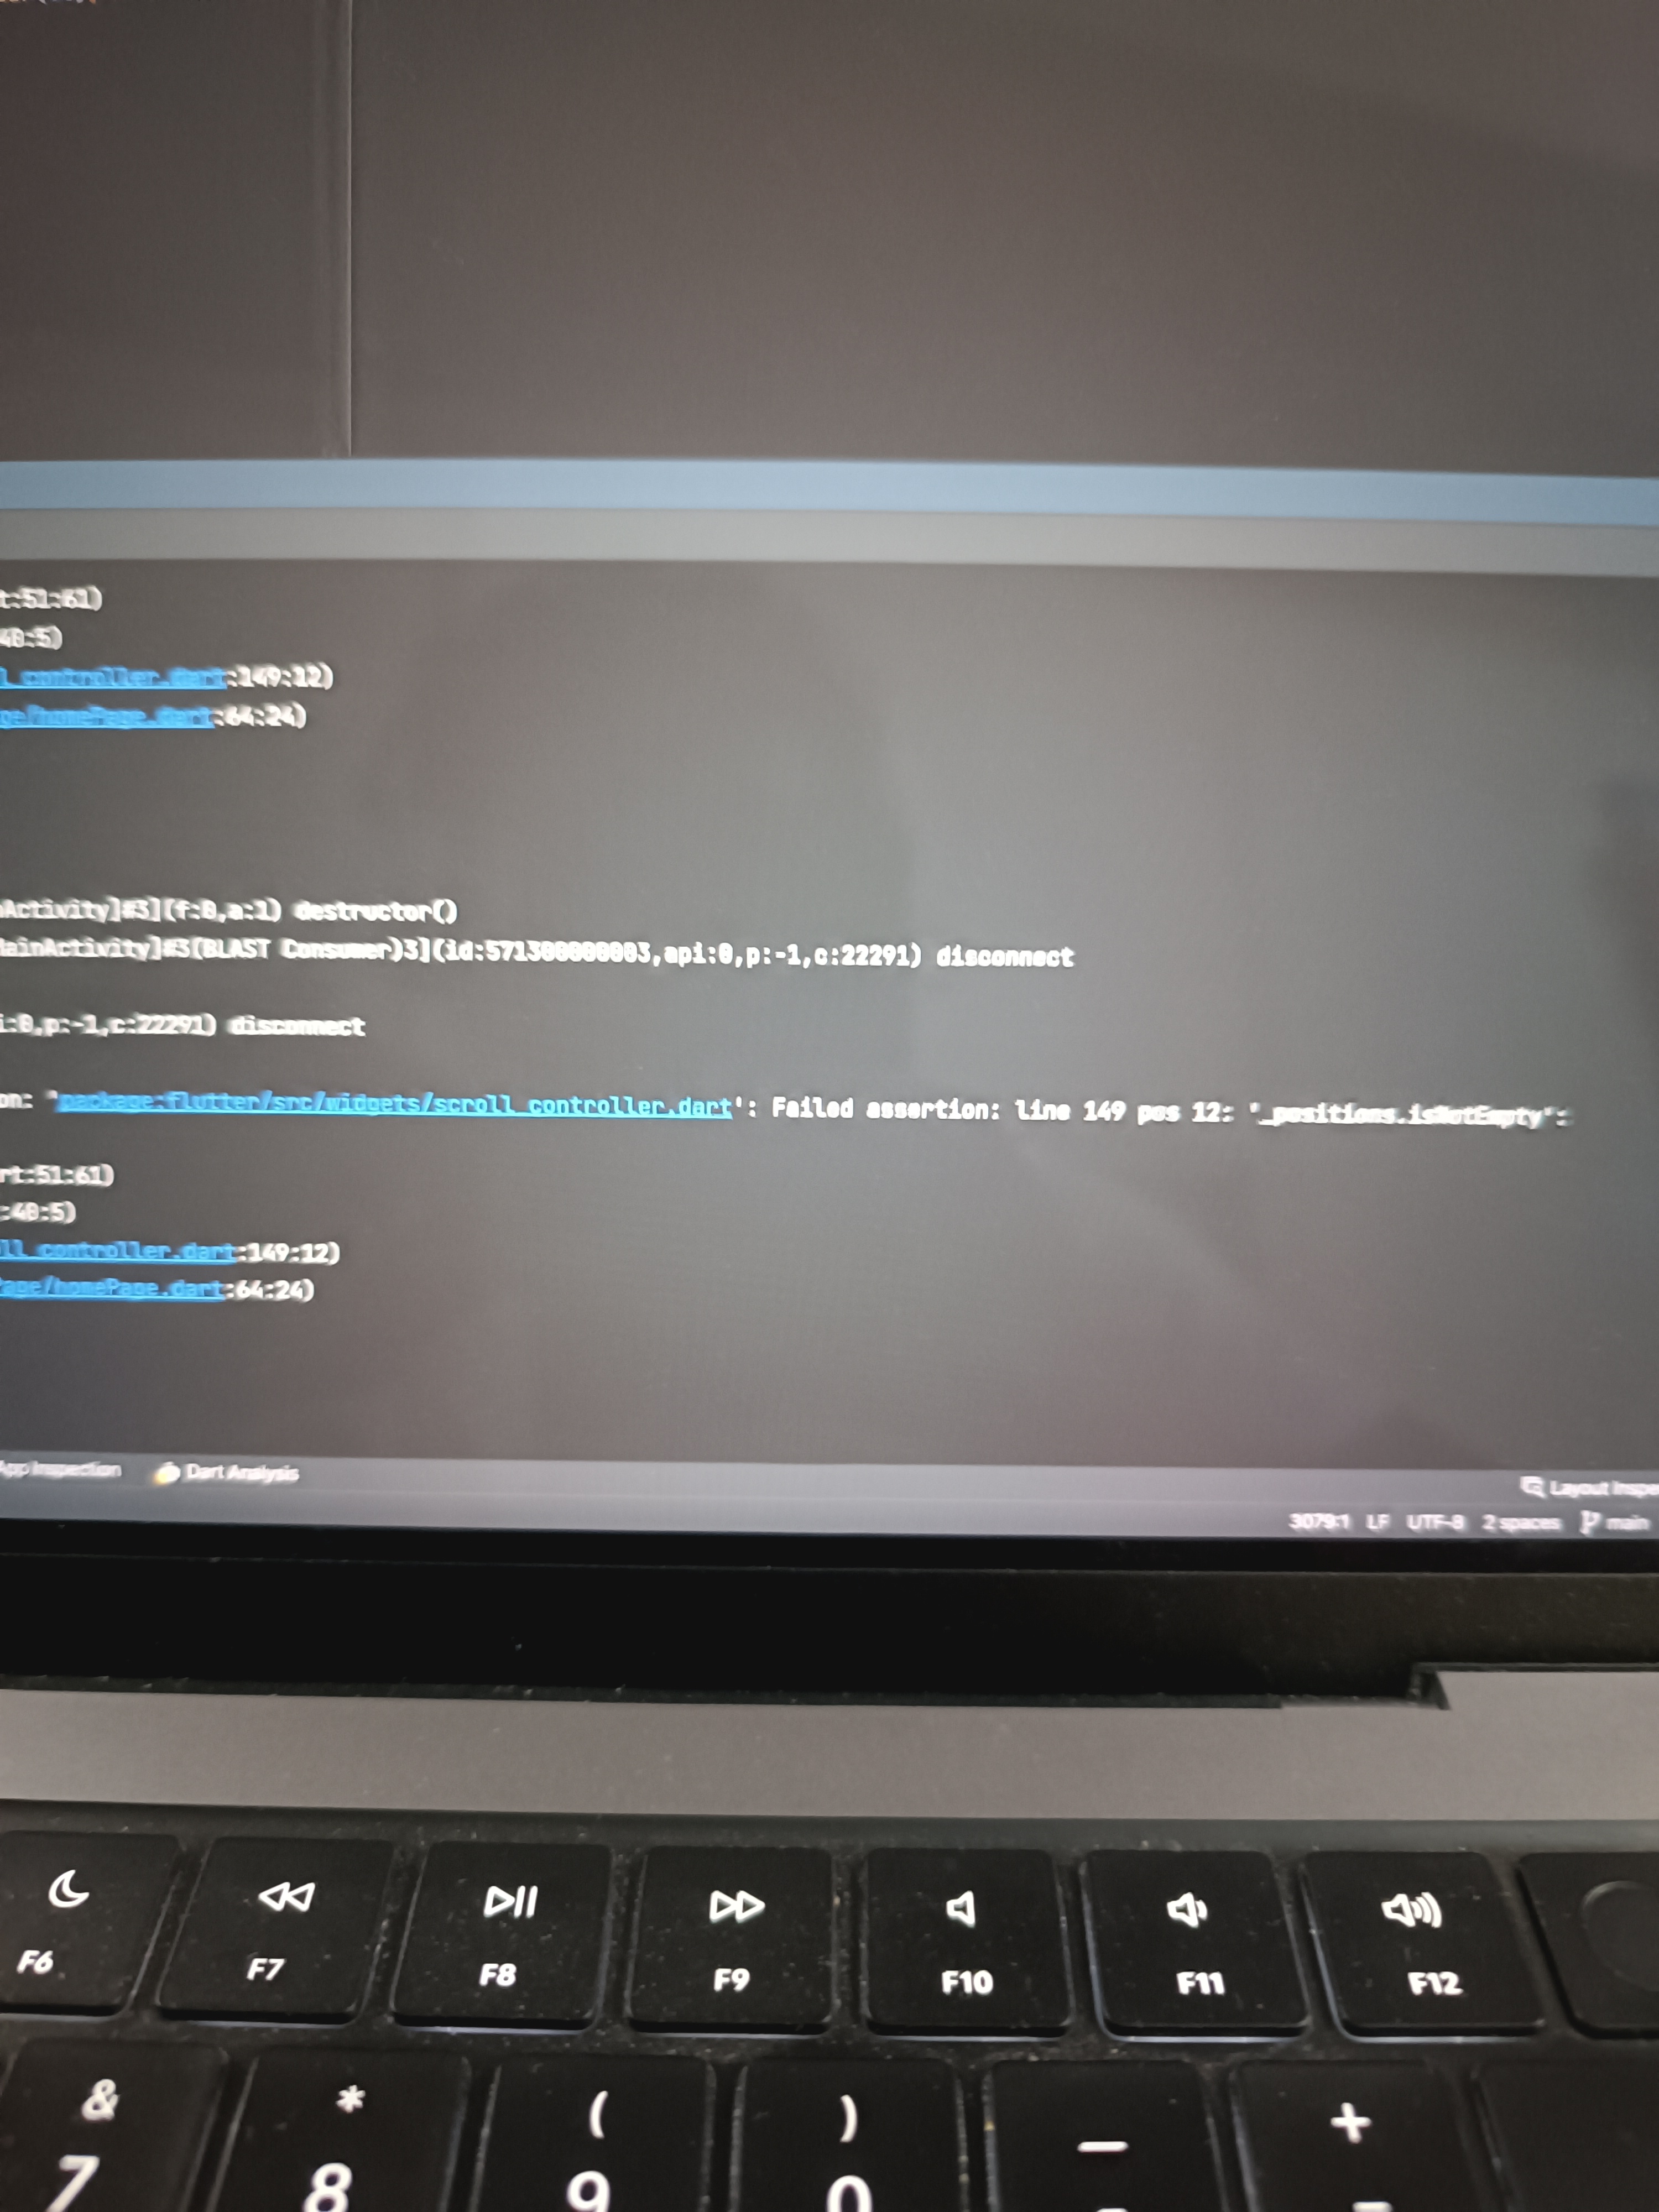 t:51:61)
40:5)
l_controller.dart:149:12)
ge/homePage.dart:64:24)
nActivity]#3](f:0,a:1) destructor()
MainActivity]#3(BLAST Consumer)3](id:571300000003,api:0,p:-1,c:22291) disconnect
i:0,p:-1,c:22291) disconnect
on: 'package:flutter/src/widgets/scroll_controller.dart': Failed assertion: line 149 pos 12: '_positions.isNotEmpty':
rt:51:61)
:40:5)
oll_controller.dart:149:12)
Page/homePage.dart:64:24)
App Inspection Dart Analysis Layout Inspe
3079:1 LF UTF-8 2 spaces main
F6 F7 F8 F9 F10 F11 F12
& * ( ) — +
7 8 9 0